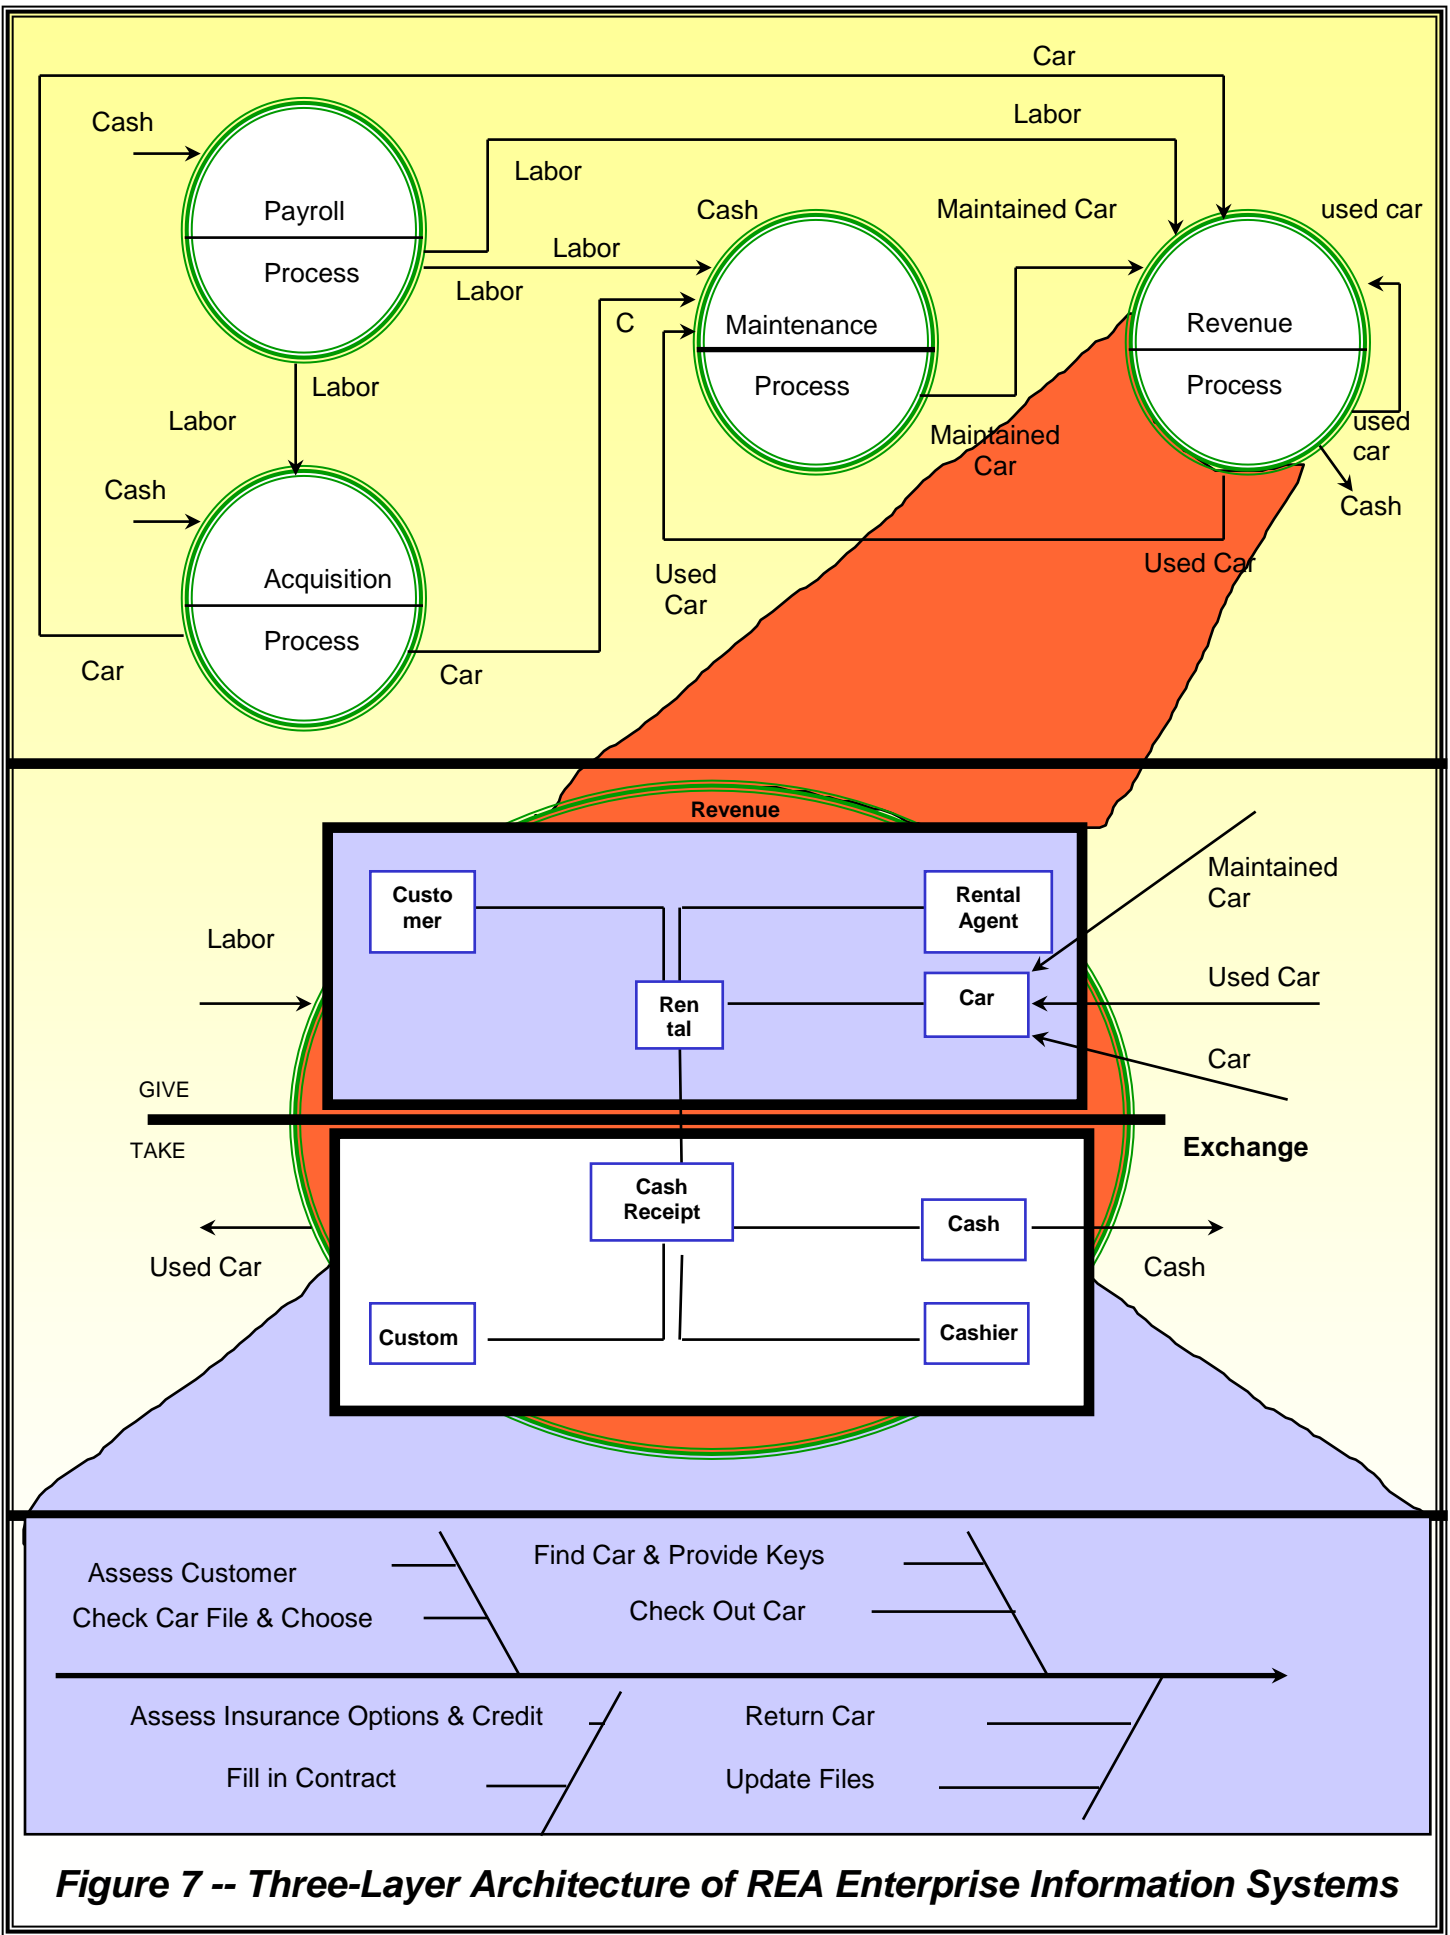 Car
Labor
Cash
Labor
Payroll
Process
Cash
Maintained Car
used car
Labor
Labor
C
Maintenance
Process
Revenue
Process
Labor
Labor
Maintained
Car
used
car
Cash
Cash
Used
Car
Used Car
Acquisition
Process
Car
Car
Revenue
Custo
mer
Rental
Agent
Maintained
Car
Labor
Used Car
Car
Ren
tal
Car
GIVE
TAKE
Exchange
Cash
Receipt
Cash
Used Car
Cash
Custom
Cashier
Assess Customer
Find Car & Provide Keys
Check Car File & Choose
Check Out Car
Assess Insurance Options & Credit
Return Car
Fill in Contract
Update Files
Figure 7 -- Three-Layer Architecture of REA Enterprise Information Systems